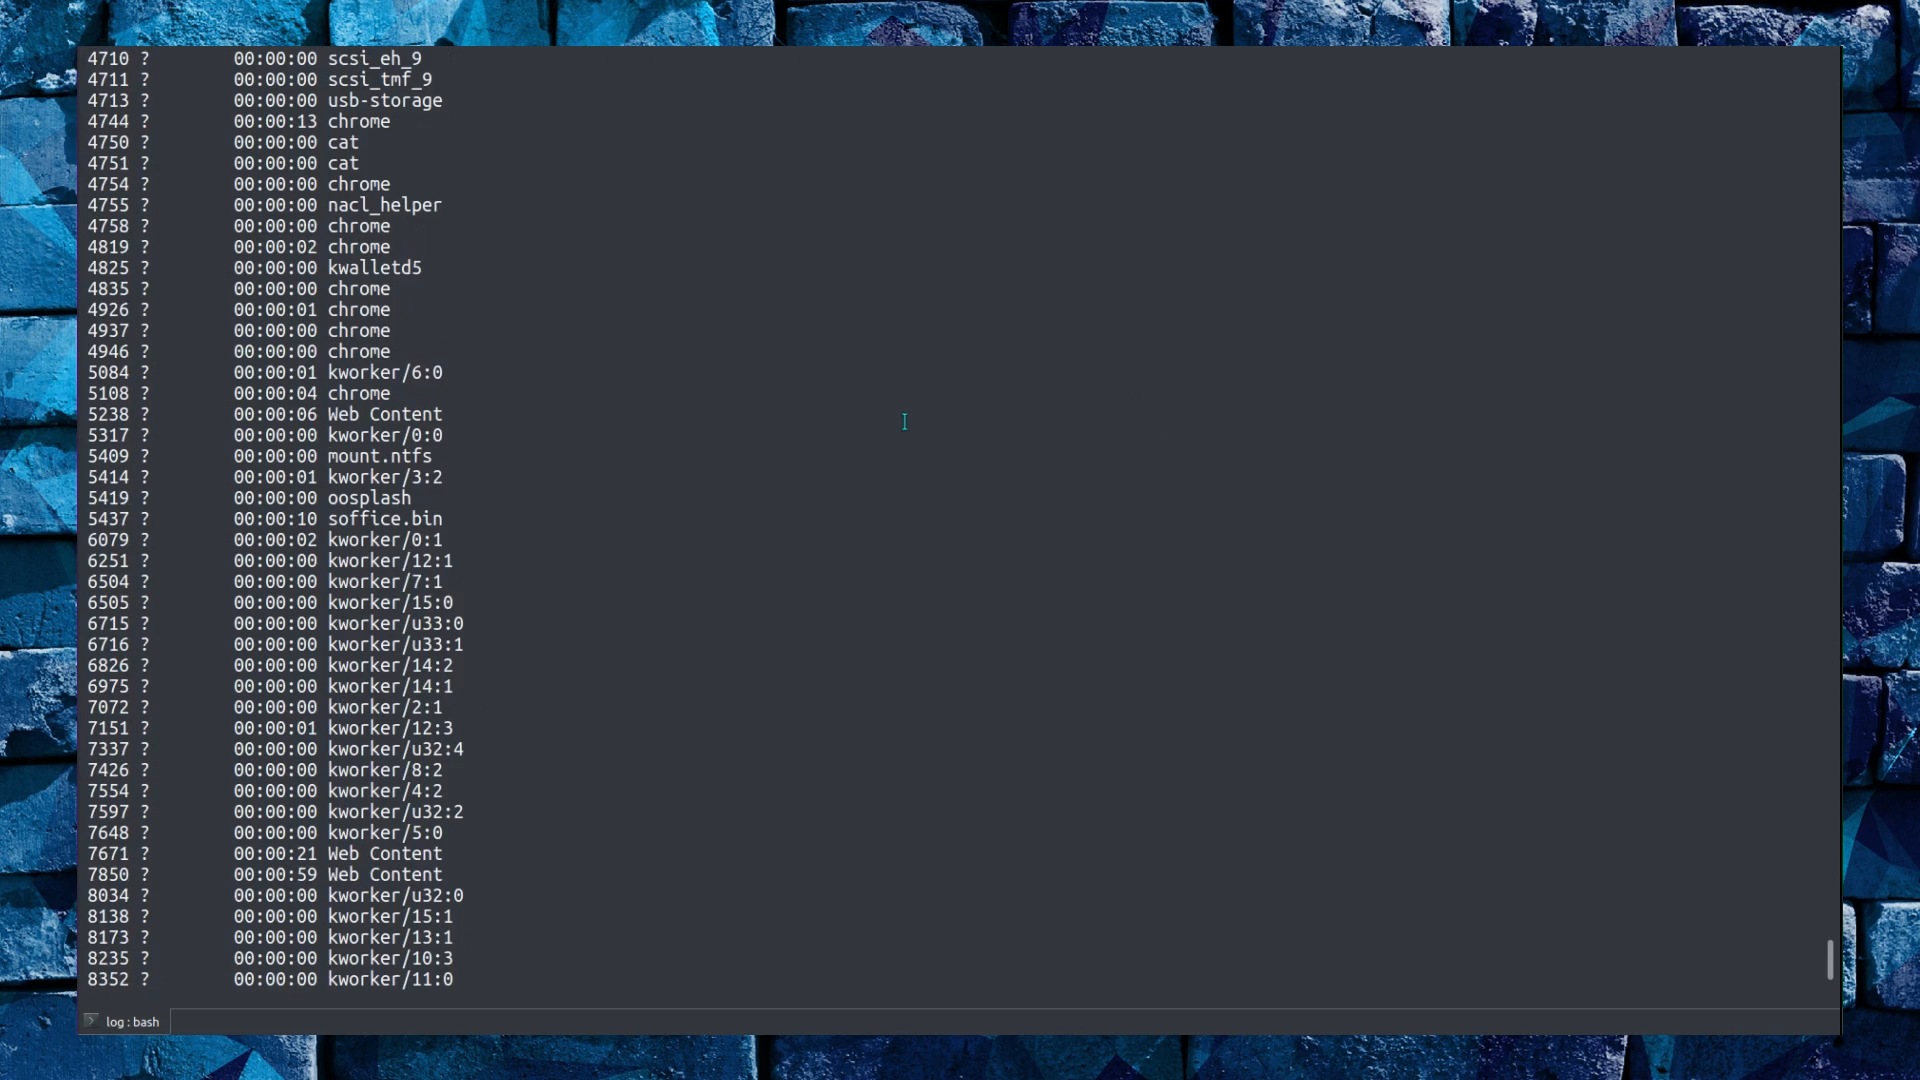 4710 ?        00:00:00 scsi_eh_9
4711 ?        00:00:00 scsi_tmf_9
4713 ?        00:00:00 usb-storage
4744 ?        00:00:13 chrome
4750 ?        00:00:00 cat
4751 ?        00:00:00 cat
4754 ?        00:00:00 chrome
4755 ?        00:00:00 nacl_helper
4758 ?        00:00:00 chrome
4819 ?        00:00:02 chrome
4825 ?        00:00:00 kwalletd5
4835 ?        00:00:00 chrome
4926 ?        00:00:01 chrome
4937 ?        00:00:00 chrome
4946 ?        00:00:00 chrome
5084 ?        00:00:01 kworker/6:0
5108 ?        00:00:04 chrome
5238 ?        00:00:06 Web Content
5317 ?        00:00:00 kworker/0:0
5409 ?        00:00:00 mount.ntfs
5414 ?        00:00:01 kworker/3:2
5419 ?        00:00:00 oosplash
5437 ?        00:00:10 soffice.bin
6079 ?        00:00:02 kworker/0:1
6251 ?        00:00:00 kworker/12:1
6504 ?        00:00:00 kworker/7:1
6505 ?        00:00:00 kworker/15:0
6715 ?        00:00:00 kworker/u33:0
6716 ?        00:00:00 kworker/u33:1
6826 ?        00:00:00 kworker/14:2
6975 ?        00:00:00 kworker/14:1
7072 ?        00:00:00 kworker/2:1
7151 ?        00:00:01 kworker/12:3
7337 ?        00:00:00 kworker/u32:4
7426 ?        00:00:00 kworker/8:2
7554 ?        00:00:00 kworker/4:2
7597 ?        00:00:00 kworker/u32:2
7648 ?        00:00:00 kworker/5:0
7671 ?        00:00:21 Web Content
7850 ?        00:00:59 Web Content
8034 ?        00:00:00 kworker/u32:0
8138 ?        00:00:00 kworker/15:1
8173 ?        00:00:00 kworker/13:1
8235 ?        00:00:00 kworker/10:3
8352 ?        00:00:00 kworker/11:0
log : bash